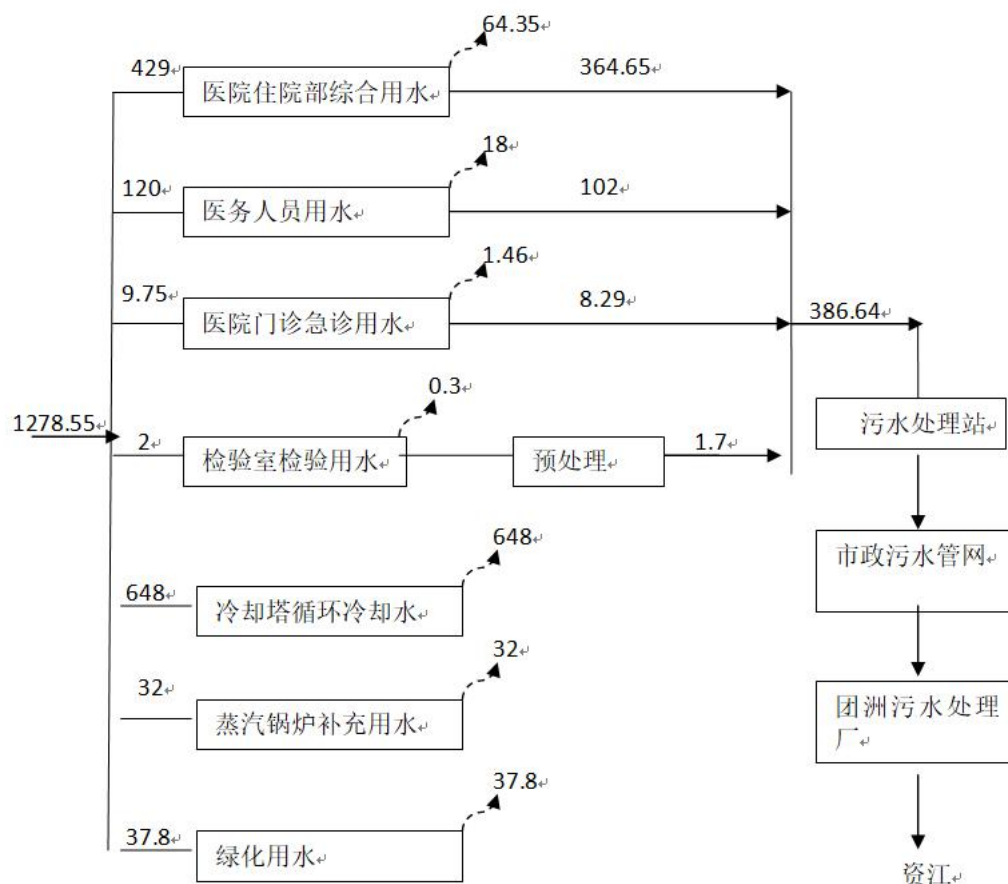 64.35
429
医院住院部综合用水
364.65
18
120
医务人员用水
102
1.46
9.75
医院门诊急诊用水
8.29
386.64
0.3
1278.55
2
检验室检验用水
预处理
1.7
污水处理站
648
市政污水管网
648
冷却塔循环冷却水
32
32
蒸汽锅炉补充用水
团洲污水处理
厂
37.8
37.8
绿化用水
资江